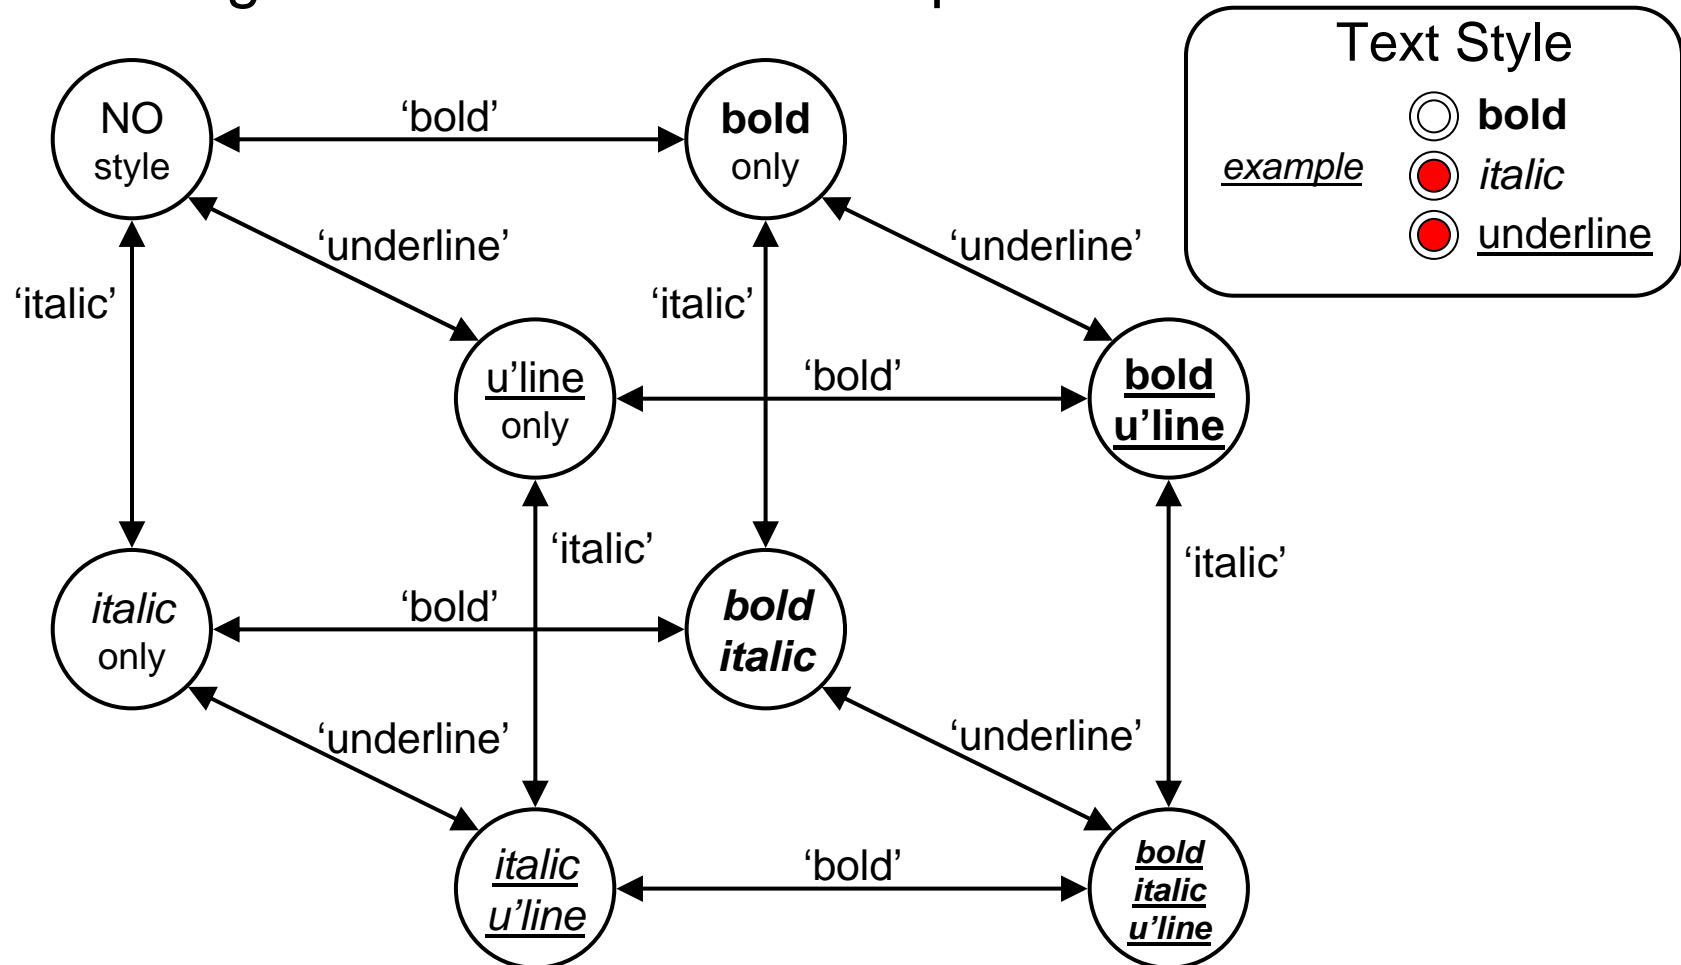 Text Style
NO
style
‘bold’
bold
only
bold
example
italic
underline
‘underline’
‘underline’
‘italic’
‘italic’
u’line
only
‘bold’
bold
u’line
‘italic’
‘italic’
italic
only
‘bold’
bold
italic
‘underline’
‘underline’
italic
u’line
‘bold’
bold
italic
u’line